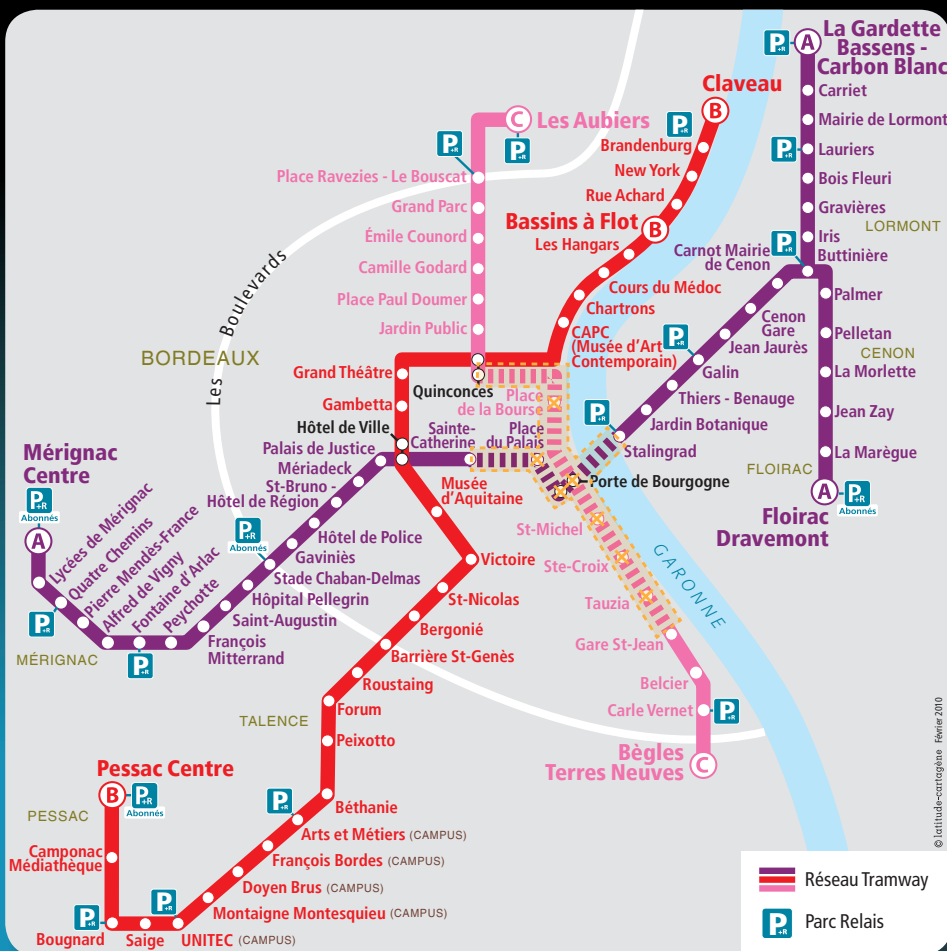 La Gardette
Bassens -
Carbon Blanc
P+R
A
Carriet
Mairie de Lormont
P+R
Lauriers
Bois Fleuri
Gravières
LORMONT
P+R
Iris
Buttinière
Claveau
B
P+R
Brandenburg
New York
Rue Achard
Bassins à Flot
B
Les Hangars
Cours du Médoc
Chartrons
CAPC
(Musée d'Art
Contemporain)
C
Les Aubiers
P+R
P+R
Place Ravezies - Le Bouscat
Grand Parc
Émile Counord
Camille Godard
Place Paul Doumer
Jardin Public
Les Boulevards
BORDEAUX
Carnot Mairie
de Cenon
Cenon
Gare
Jean Jaurès
P+R
Galin
Thiers - Benauge
Jardin Botanique
P+R
Stalingrad
Palmer
Pelletan
CENON
La Morlette
Jean Zay
La Marègue
FLOIRAC
A
P+R
Abonnés
Floirac
Dravemont
Grand Théâtre
Quinconces
Gambetta
Place
de la Bourse
Hôtel de Ville
Sainte-
Catherine
Place
du Palais
Porte de Bourgogne
Palais de Justice
Mériadeck
St-Bruno -
Hôtel de Région
Hôtel de Police
Gaviniès
P+R
Abonnés
Stade Chaban-Delmas
Hôpital Pellegrin
Saint-Augustin
François
Mitterrand
Peychotte
Fontaine d'Arlac
Alfred de Vigny
Pierre Mendès-France
Quatre Chemins
Lycées de Mérignac
Mérignac
Centre
P+R
Abonnés
A
P+R
P+R
MÉRIGNAC
Musée
d'Aquitaine
Victoire
St-Nicolas
Bergonié
Barrière St-Genès
Roustaing
Forum
TALENCE
Peixotto
Béthanie
P+R
Arts et Métiers (CAMPUS)
François Bordes (CAMPUS)
Doyen Brus (CAMPUS)
Montaigne Montesquieu (CAMPUS)
P+R
UNITEC (CAMPUS)
Saige
P+R
Bougnard
Camponac
Médiathèque
PESSAC
Pessac Centre
B
P+R
Abonnés
St-Michel
Ste-Croix
Tauzia
Gare St-Jean
Belcier
Carle Vernet
P+R
Bègles
Terres Neuves
C
GARONNE
© latitude-cartagène Février 2010
Réseau Tramway
P+R
Parc Relais